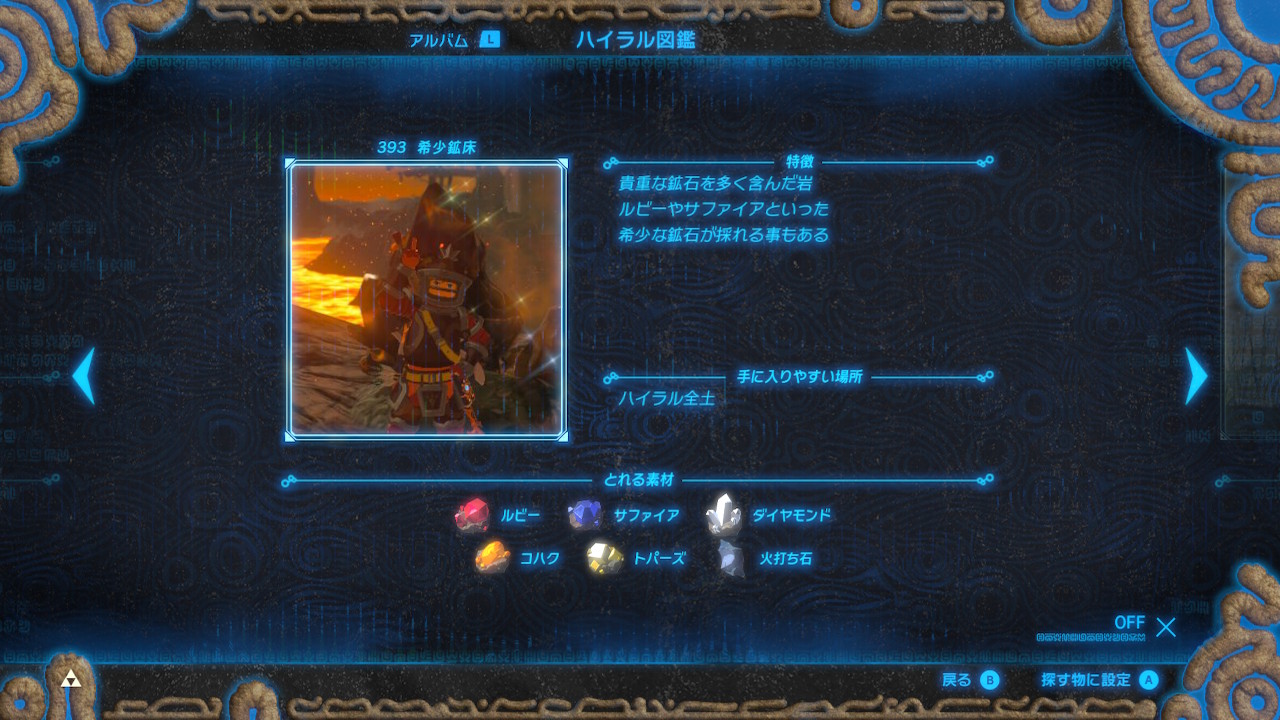 アルバム L
ハイラル図鑑
393 希少鉱床
特徴
貴重な鉱石を多く含んだ岩
ルビーやサファイアといった
希少な鉱石が採れる事もある
手に入りやすい場所
ハイラル全土
とれる素材
ルビー サファイア ダイヤモンド
コハク トパーズ 火打ち石
OFF
戻る B 探す物に設定 A